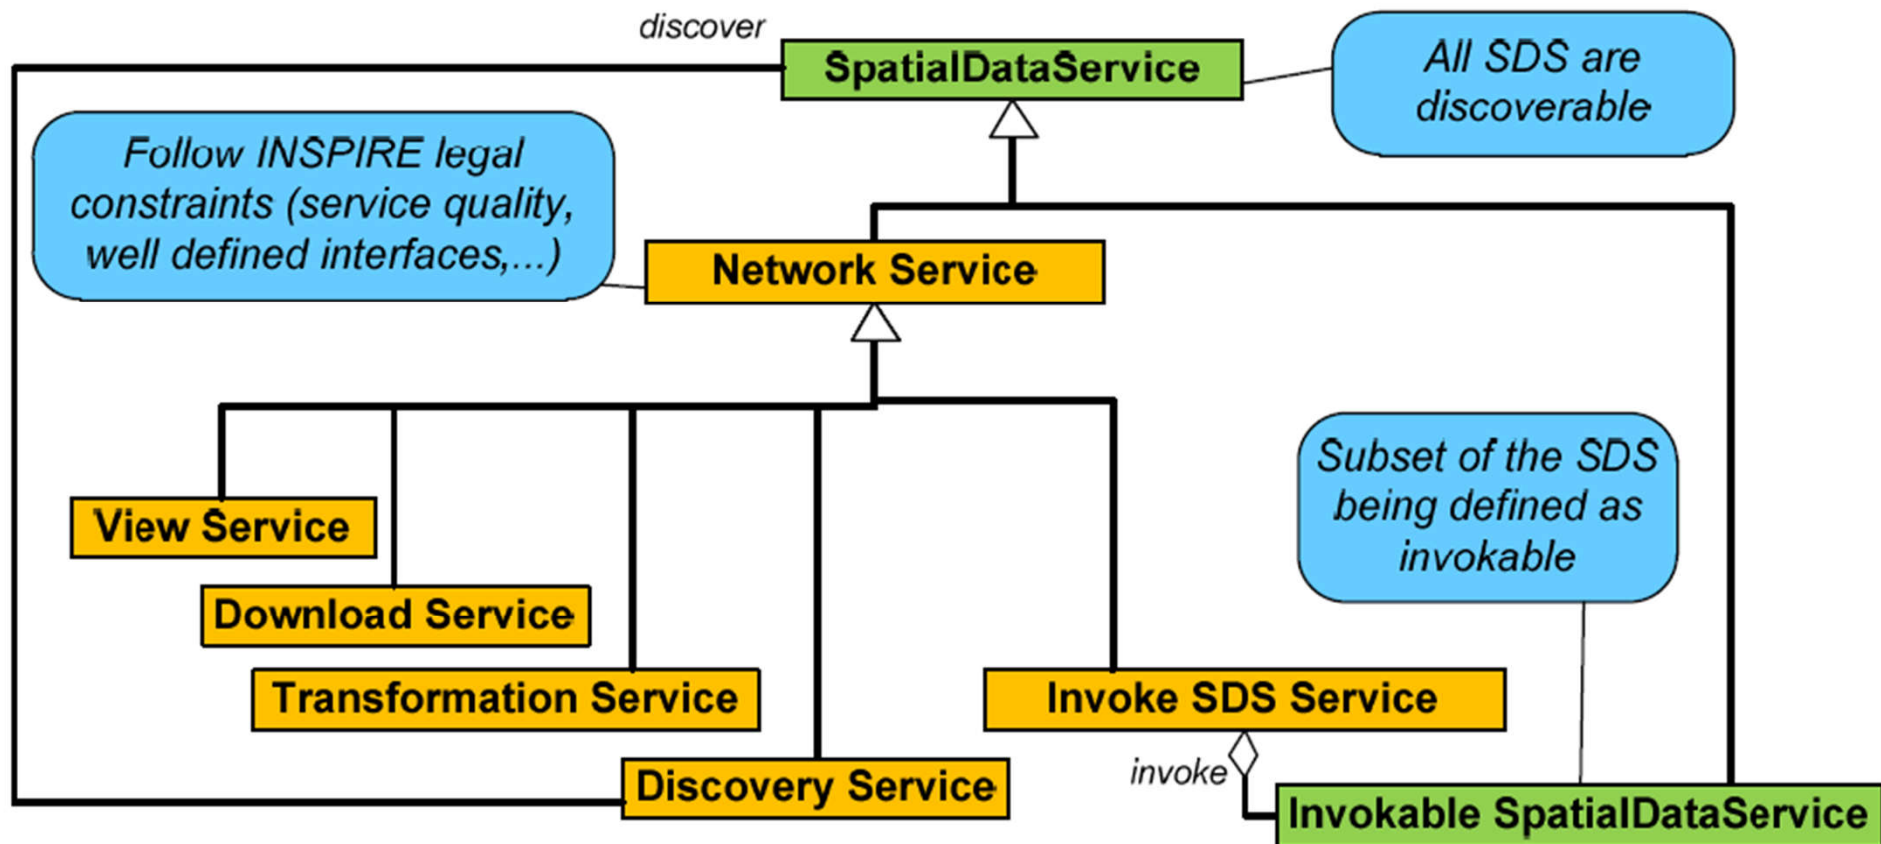 discover
SpatialDataService
All SDS are
discoverable
Follow INSPIRE legal
constraints (service quality,
well defined interfaces,...)
Network Service
Subset of the SDS
being defined as
invokable
View Service
Download Service
Transformation Service
Invoke SDS Service
invoke
Discovery Service
Invokable SpatialDataService